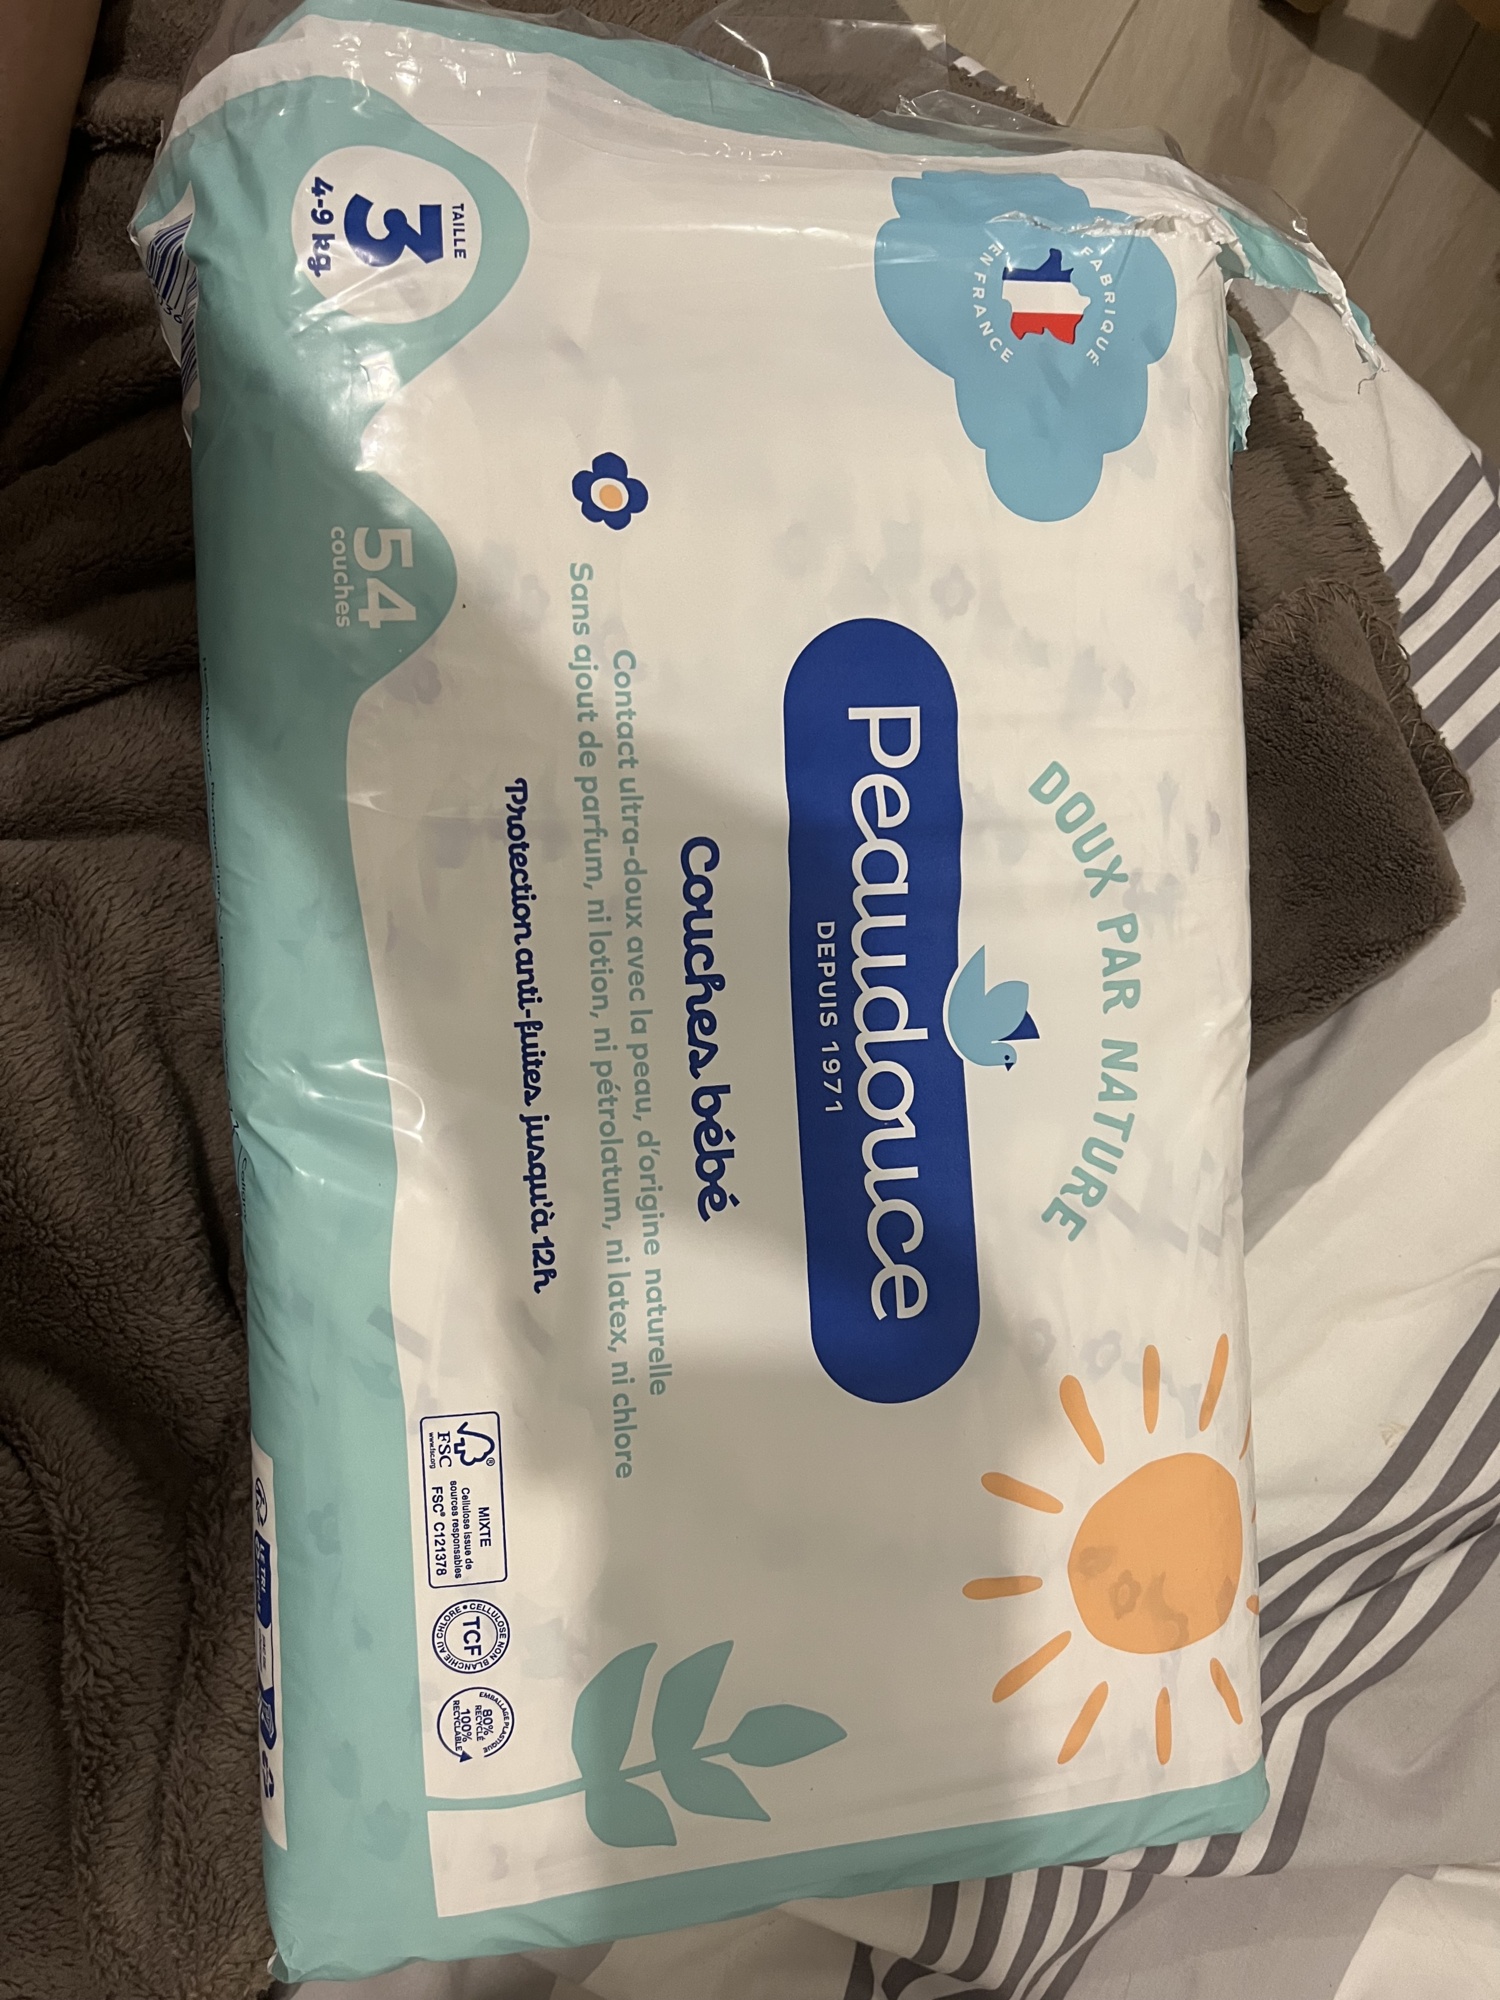 DOUX PAR NATURE
FABRIQUÉ
EN FRANCE
Peaudouce
DEPUIS 1971
Couches bébé
Contact ultra-doux avec la peau, d'origine naturelle
Sans ajout de parfum, ni lotion, ni pétrolatum, ni latex, ni chlore
Protection anti-fuites jusqu'à 12h
TAILLE
3
4-9 kg
54
couches
FSC
www.fsc.org
MIXTE
Cellulose issue de
sources responsables
FSC® C121378
CELLULOSE NON BLANCHIE AU CHLORE
TCF
EMBALLAGE PLASTIQUE
80%
RECYCLÉ
100%
RECYCLABLE